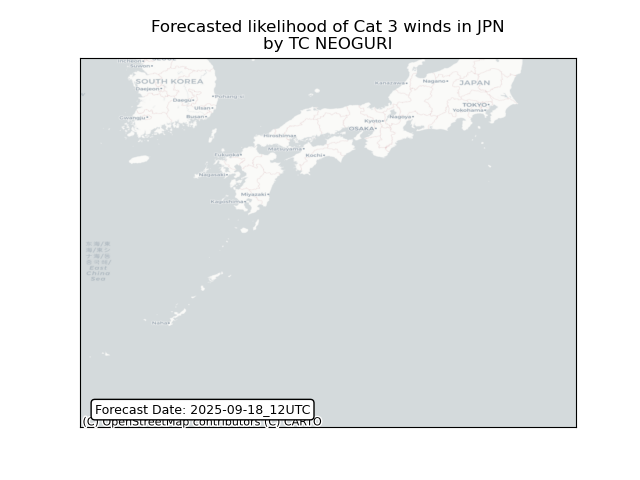 Forecasted likelihood of Cat 3 winds in JPN
by TC NEOGURI
SOUTH KOREA
Daejeon
Daegu
Ulsan
Busan
Gwangju
Kanazawa
Nagano
JAPAN
TOKYO
Yokohama
Kyoto
Nagoya
OSAKA
Hiroshima
Matsuyama
Kochi
Fukuoka
Nagasaki
Miyazaki
Kagoshima
East
China
Sea
Naha
Forecast Date: 2025-09-18_12UTC
(C) OpenStreetMap contributors (C) CARTO